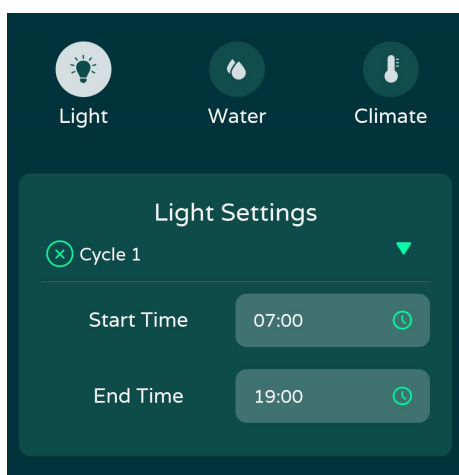 Light Water Climate
Light Settings
Cycle 1
Start Time 07:00
End Time 19:00